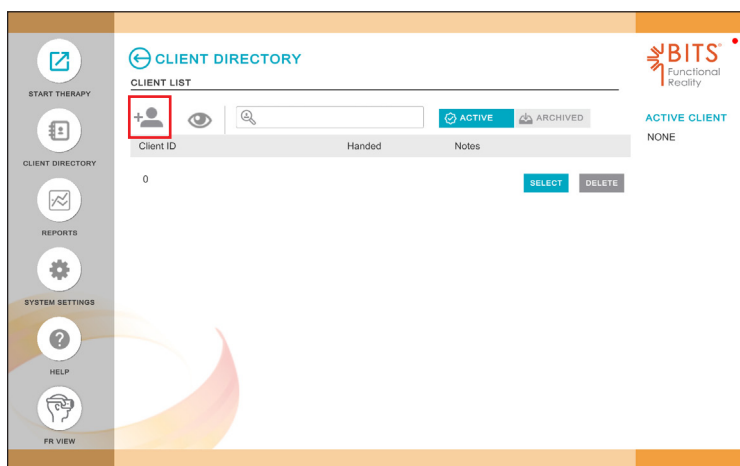 START THERAPY
CLIENT DIRECTORY
REPORTS
SYSTEM SETTINGS
HELP
FR VIEW
CLIENT DIRECTORY
CLIENT LIST
ACTIVE
ARCHIVED
Client ID Handed Notes
0 SELECT DELETE
BITS
Functional
Reality
ACTIVE CLIENT
NONE